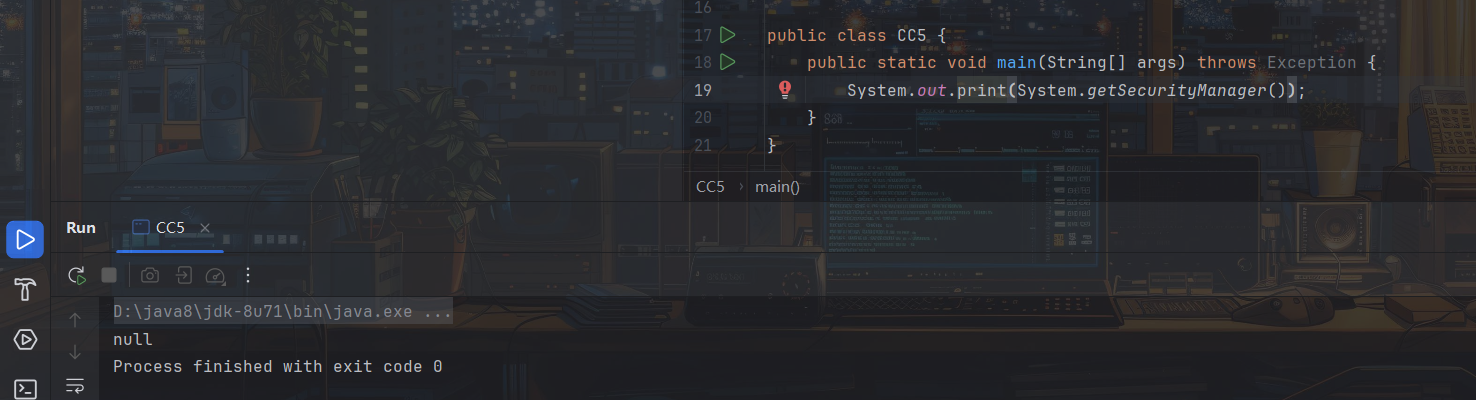 16
17 public class CC5 {
18 public static void main(String[] args) throws Exception {
19 System.out.print(System.getSecurityManager());
20 }
21 }
CC5 › main()
Run CC5
D:\java8\jdk-8u71\bin\java.exe ...
null
Process finished with exit code 0